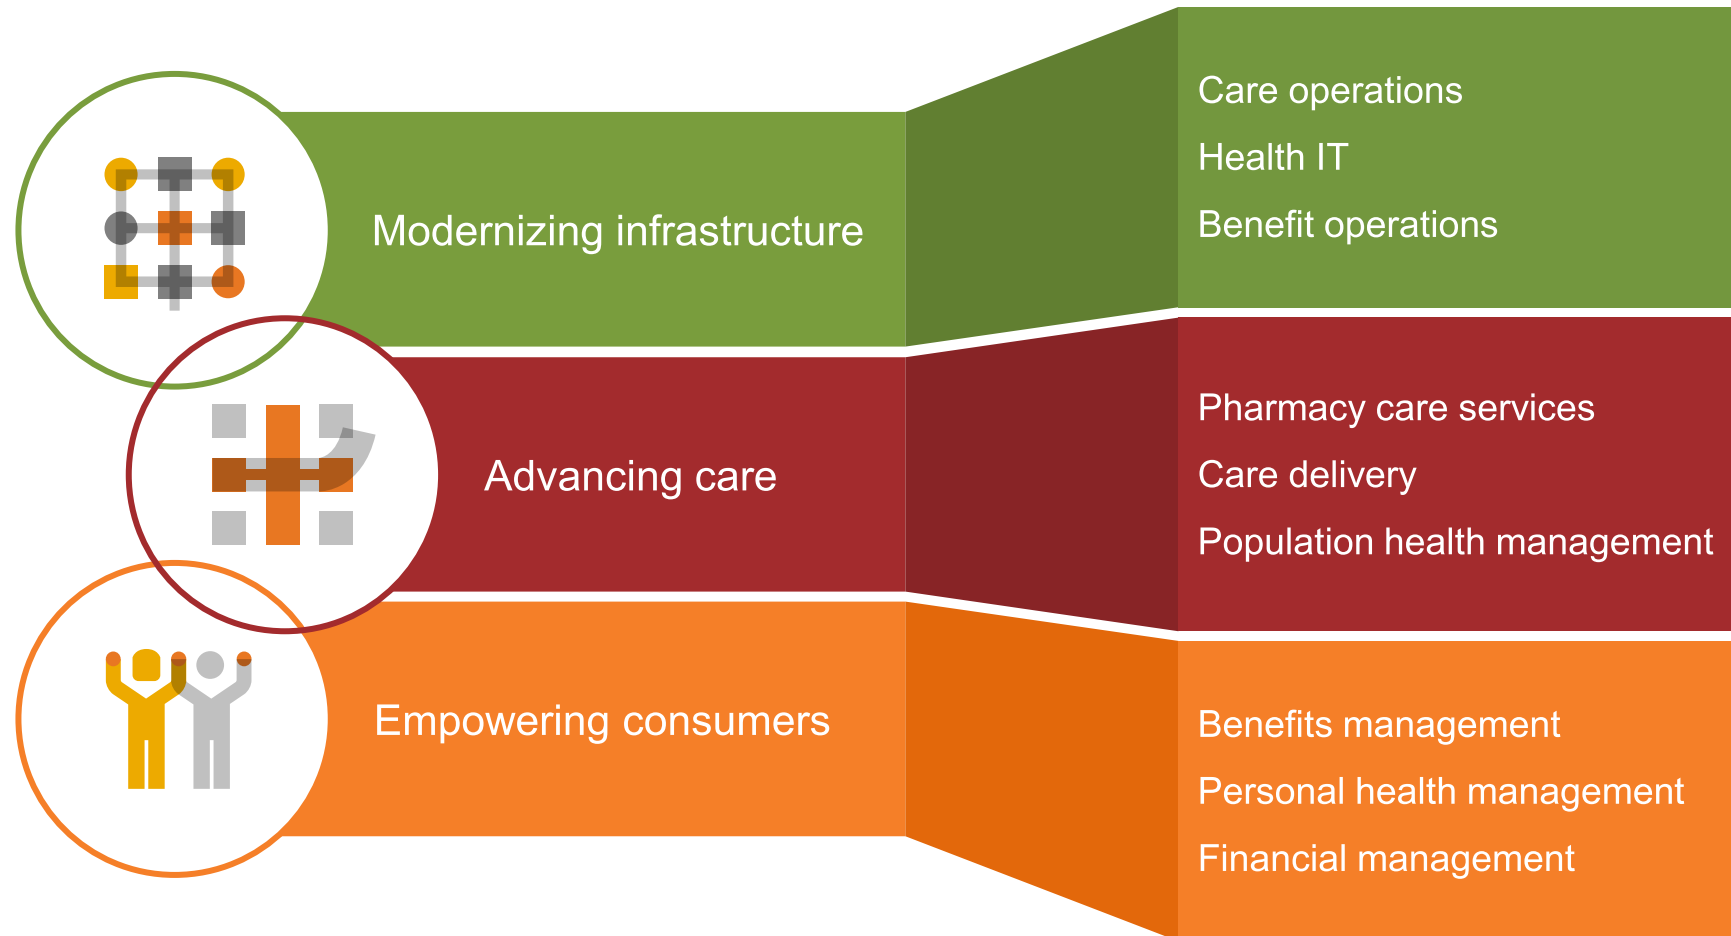 Modernizing infrastructure
Care operations
Health IT
Benefit operations
Advancing care
Pharmacy care services
Care delivery
Population health management
Empowering consumers
Benefits management
Personal health management
Financial management